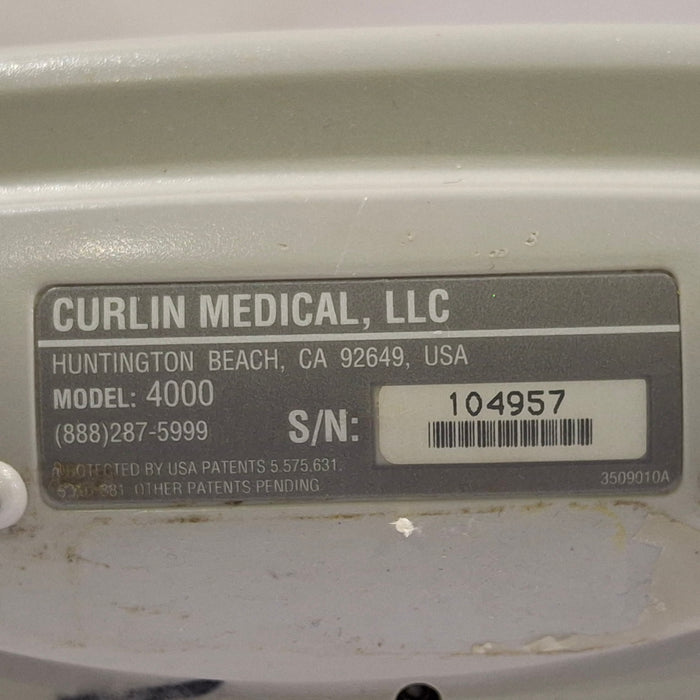 CURLIN MEDICAL, LLC
HUNTINGTON BEACH, CA 92649, USA
MODEL: 4000
(888)287-5999
S/N: 104957
PROTECTED BY USA PATENTS 5.575.631.
OTHER PATENTS PENDING
3509010A